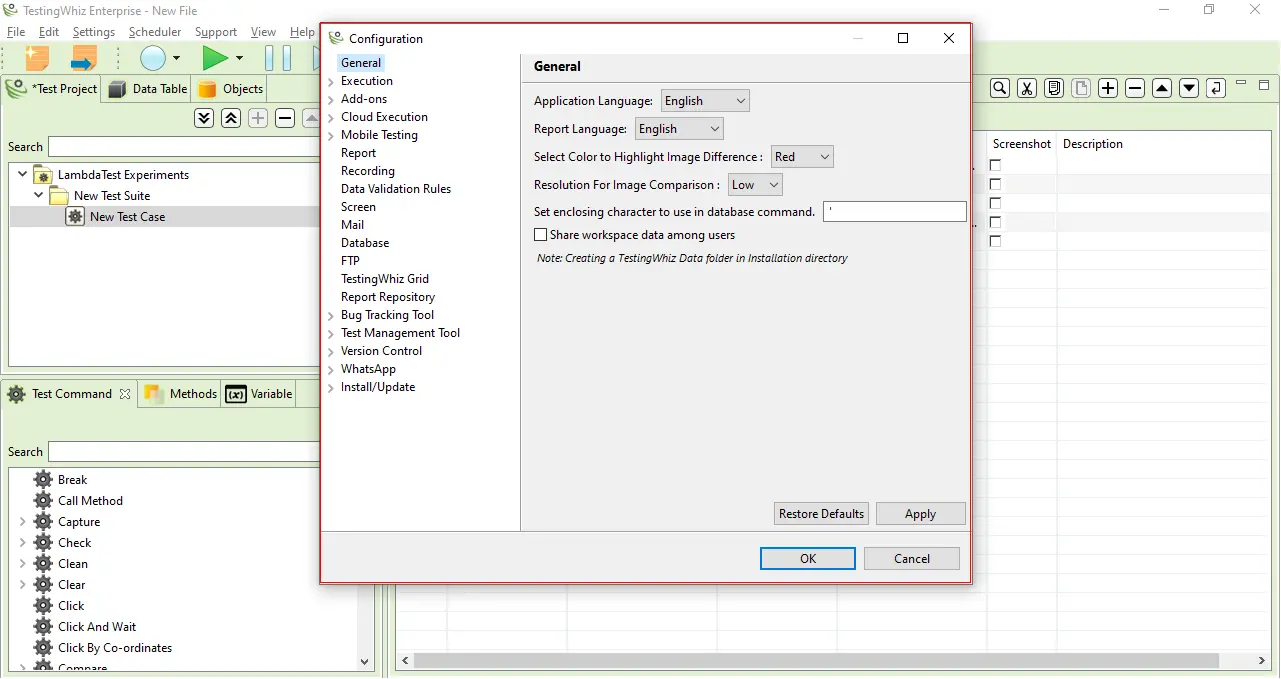 TestingWhiz Enterprise - New File
File Edit Settings Scheduler Support View Help
*Test Project Data Table Objects
Search
LambdaTest Experiments
New Test Suite
New Test Case
Test Command Methods (x) Variable
Search
Break
Call Method
Capture
Check
Clean
Clear
Click
Click And Wait
Click By Co-ordinates
Compare
Configuration
General
Execution
Add-ons
Cloud Execution
Mobile Testing
Report
Recording
Data Validation Rules
Screen
Mail
Database
FTP
TestingWhiz Grid
Report Repository
Bug Tracking Tool
Test Management Tool
Version Control
WhatsApp
Install/Update
General
Application Language: English
Report Language: English
Select Color to Highlight Image Difference : Red
Resolution For Image Comparison : Low
Set enclosing character to use in database command. '
Share workspace data among users
Note: Creating a TestingWhiz Data folder in Installation directory
Restore Defaults Apply
OK Cancel
Screenshot Description